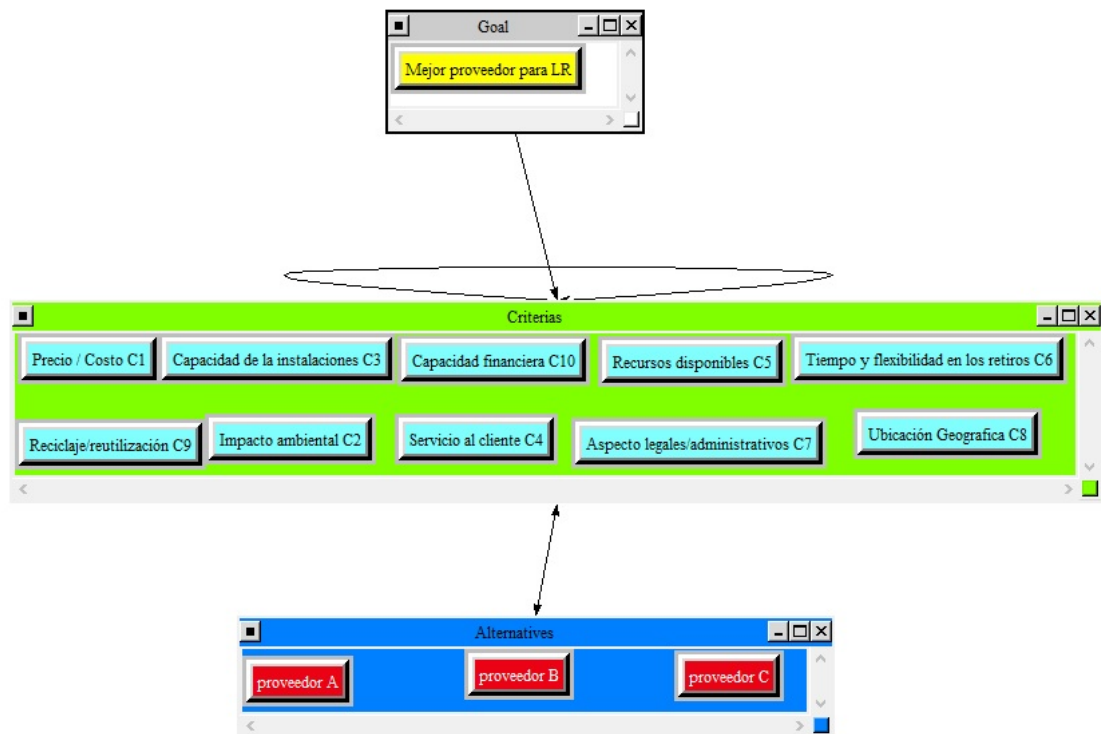 Goal
Mejor proveedor para LR
Criterias
Precio / Costo C1
Capacidad de la instalaciones C3
Capacidad financiera C10
Recursos disponibles C5
Tiempo y flexibilidad en los retiros C6
Reciclaje/reutilización C9
Impacto ambiental C2
Servicio al cliente C4
Aspecto legales/administrativos C7
Ubicación Geografica C8
Alternatives
proveedor A
proveedor B
proveedor C